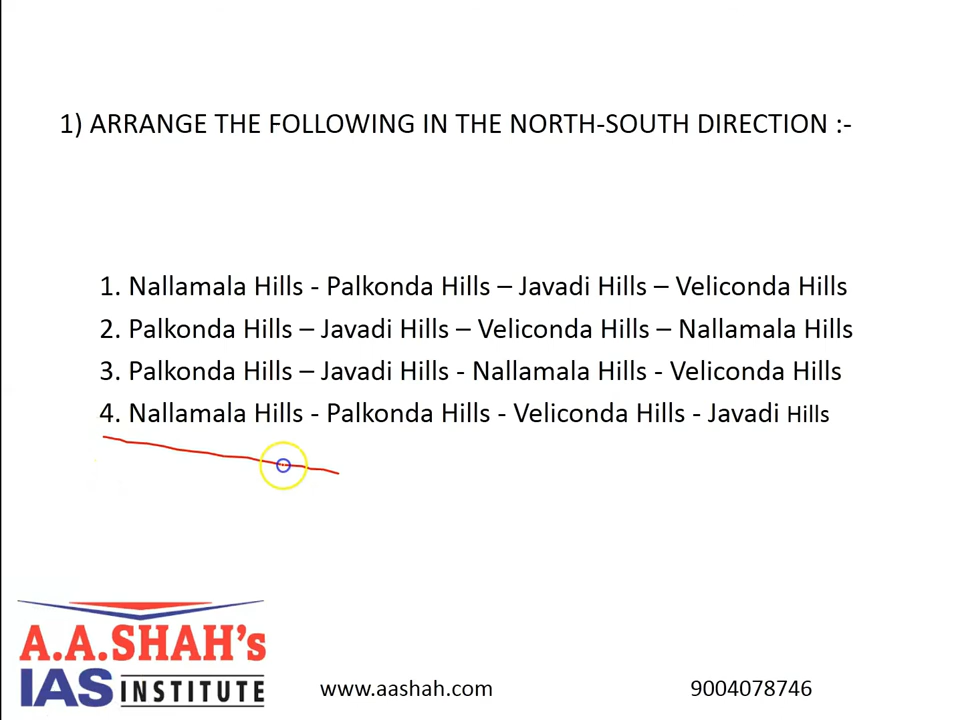 1) ARRANGE THE FOLLOWING IN THE NORTH-SOUTH DIRECTION :-
1. Nallamala Hills - Palkonda Hills – Javadi Hills – Veliconda Hills
2. Palkonda Hills – Javadi Hills – Veliconda Hills – Nallamala Hills
3. Palkonda Hills – Javadi Hills - Nallamala Hills - Veliconda Hills
4. Nallamala Hills - Palkonda Hills - Veliconda Hills - Javadi Hills
A.A.SHAH's
IAS INSTITUTE
www.aashah.com 9004078746